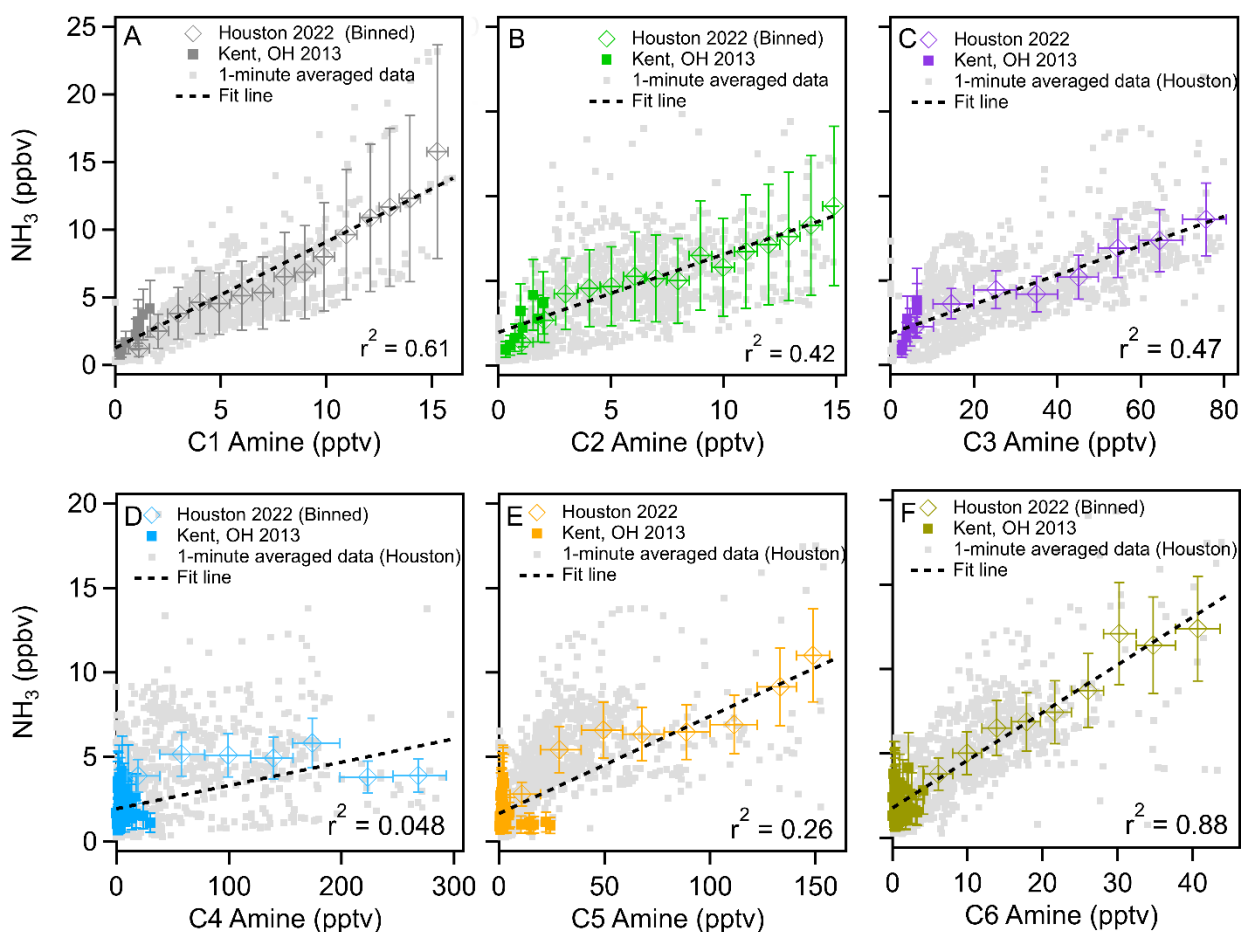 A
Houston 2022 (Binned)
Kent, OH 2013
1-minute averaged data
Fit line
r² = 0.61
25
20
15
10
5
0
NH₃ (ppbv)
0 5 10 15
C1 Amine (pptv)
B
Houston 2022 (Binned)
Kent, OH 2013
1-minute averaged data
Fit line
r² = 0.42
0 5 10 15
C2 Amine (pptv)
C
Houston 2022
Kent, OH 2013
1-minute averaged data (Houston)
Fit line
r² = 0.47
0 20 40 60 80
C3 Amine (pptv)
D
Houston 2022 (Binned)
Kent, OH 2013
1-minute averaged data (Houston)
Fit line
r² = 0.048
20
15
10
5
0
NH₃ (ppbv)
0 100 200 300
C4 Amine (pptv)
E
Houston 2022
Kent, OH 2013
1-minute averaged data (Houston)
Fit line
r² = 0.26
0 50 100 150
C5 Amine (pptv)
F
Houston 2022 (Binned)
Kent, OH 2013
1-minute averaged data (Houston)
Fit line
r² = 0.88
0 10 20 30 40
C6 Amine (pptv)